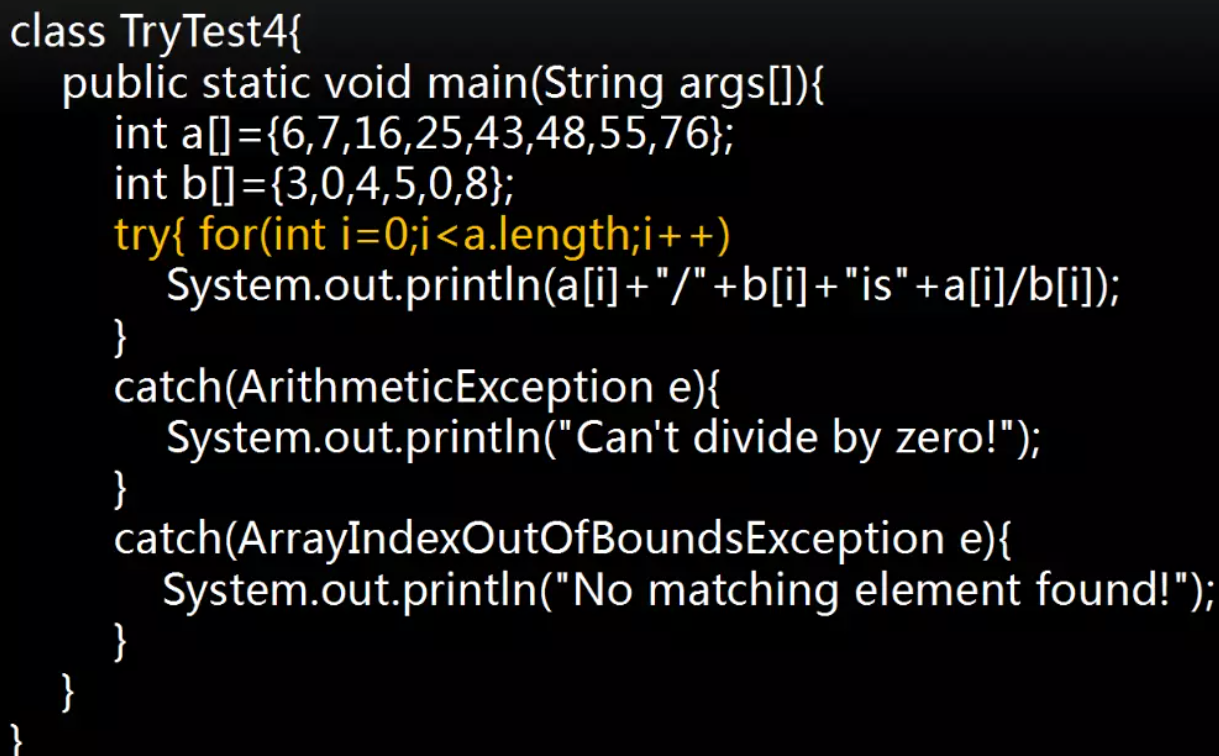 class TryTest4{
public static void main(String args[]){
int a[]={6,7,16,25,43,48,55,76};
int b[]={3,0,4,5,0,8};
try{ for(int i=0;i<a.length;i++)
System.out.println(a[i]+"/"+b[i]+"is"+a[i]/b[i]);
}
catch(ArithmeticException e){
System.out.println("Can't divide by zero!");
}
catch(ArrayIndexOutOfBoundsException e){
System.out.println("No matching element found!");
}
}
}